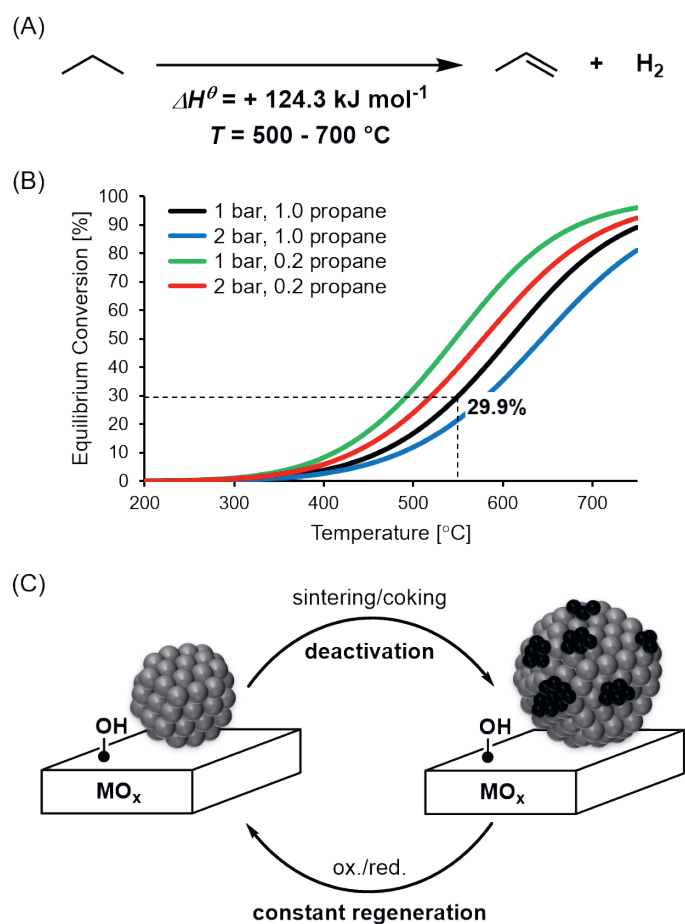 (A)
+ H₂
ΔHᶿ = + 124.3 kJ mol⁻¹
T = 500 - 700 °C
(B)
Equilibrium Conversion [%]
100
90
80
70
60
50
40
30
20
10
0
1 bar, 1.0 propane
2 bar, 1.0 propane
1 bar, 0.2 propane
2 bar, 0.2 propane
29.9%
200
300
400
500
600
700
Temperature [°C]
(C)
sintering/coking
deactivation
OH
MOₓ
OH
MOₓ
ox./red.
constant regeneration